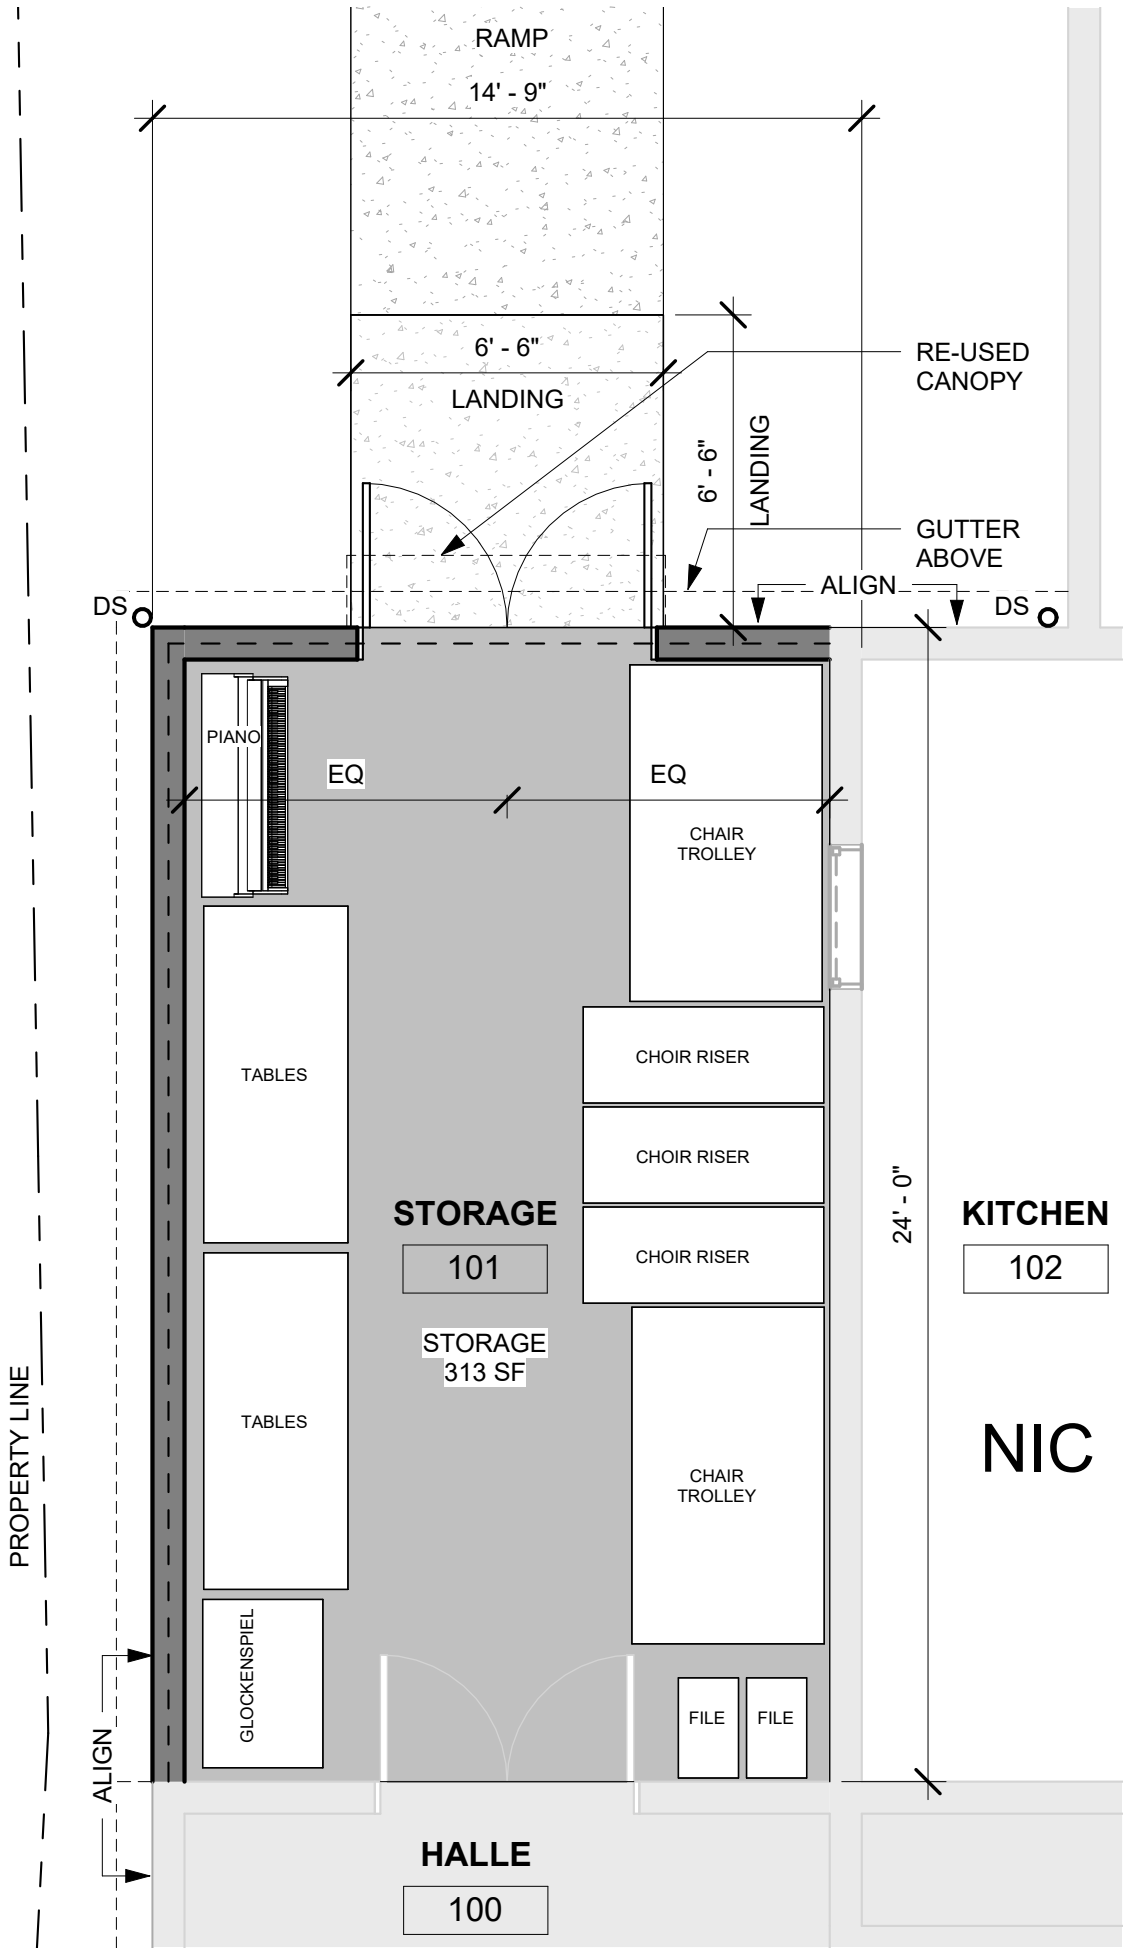 RAMP
14' - 9"
6' - 6"
LANDING
RE-USED
CANOPY
6' - 6"
LANDING
GUTTER
ABOVE
ALIGN
DS
DS
PIANO
EQ
EQ
CHAIR
TROLLEY
TABLES
CHOIR RISER
CHOIR RISER
CHOIR RISER
STORAGE
101
STORAGE
313 SF
24' - 0"
KITCHEN
102
NIC
TABLES
CHAIR
TROLLEY
PROPERTY LINE
GLOCKENSPIEL
FILE
FILE
ALIGN
HALLE
100